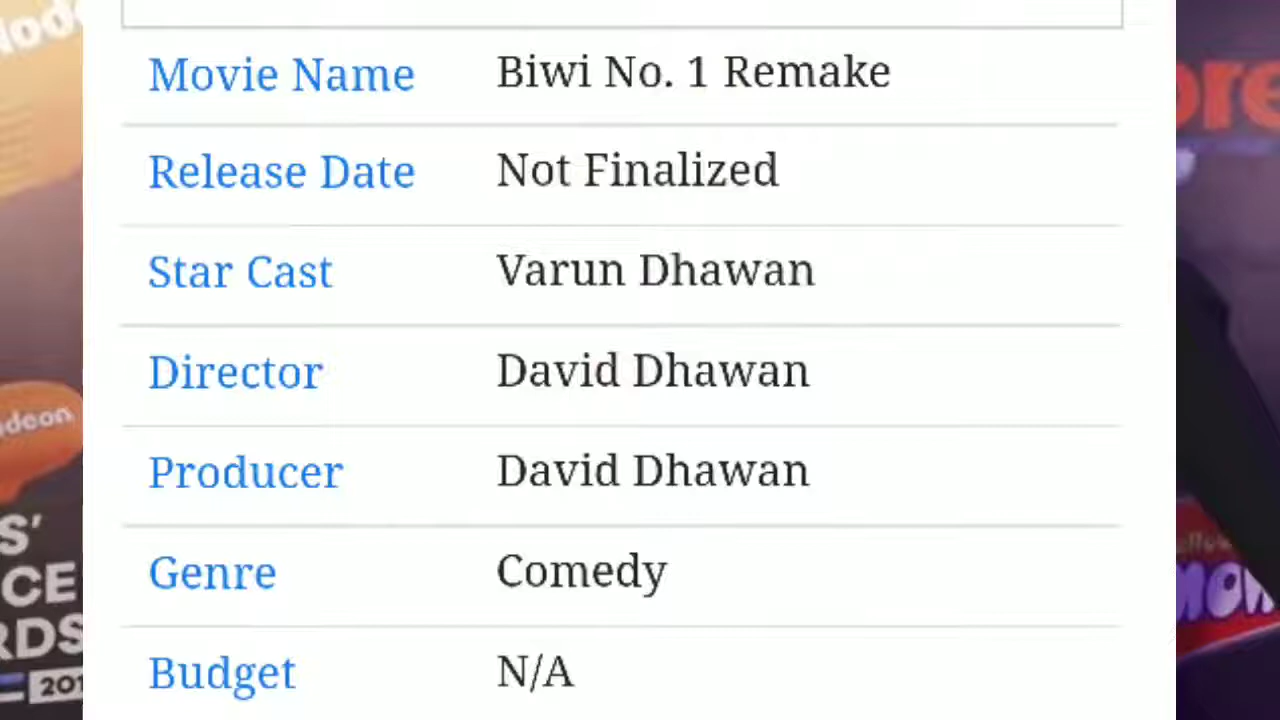 Movie Name Biwi No. 1 Remake
Release Date Not Finalized
Star Cast Varun Dhawan
Director David Dhawan
Producer David Dhawan
Genre Comedy
Budget N/A